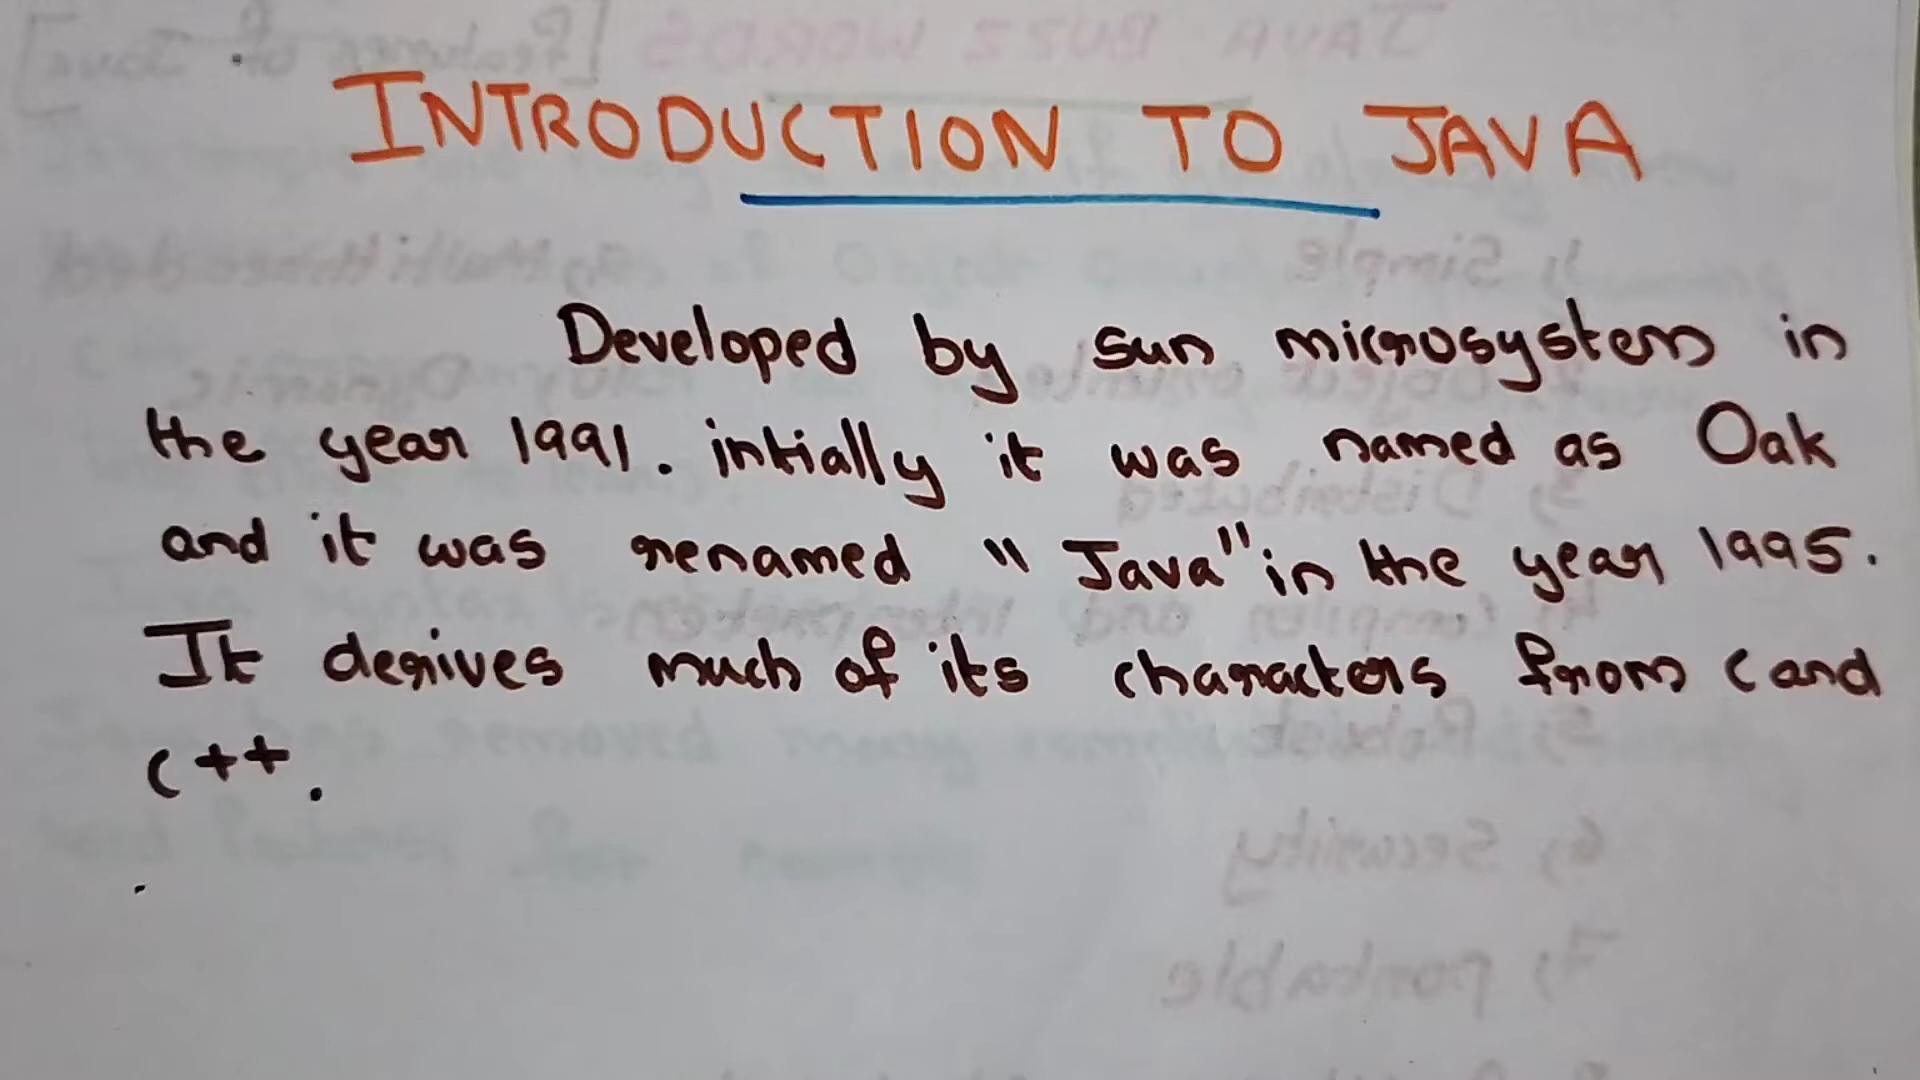 INTRODUCTION TO JAVA
Developed by sun microsystem in
the year 1991. intially it was named as Oak
and it was renamed "Java" in the year 1995.
It derives much of its characters from C and
C++.